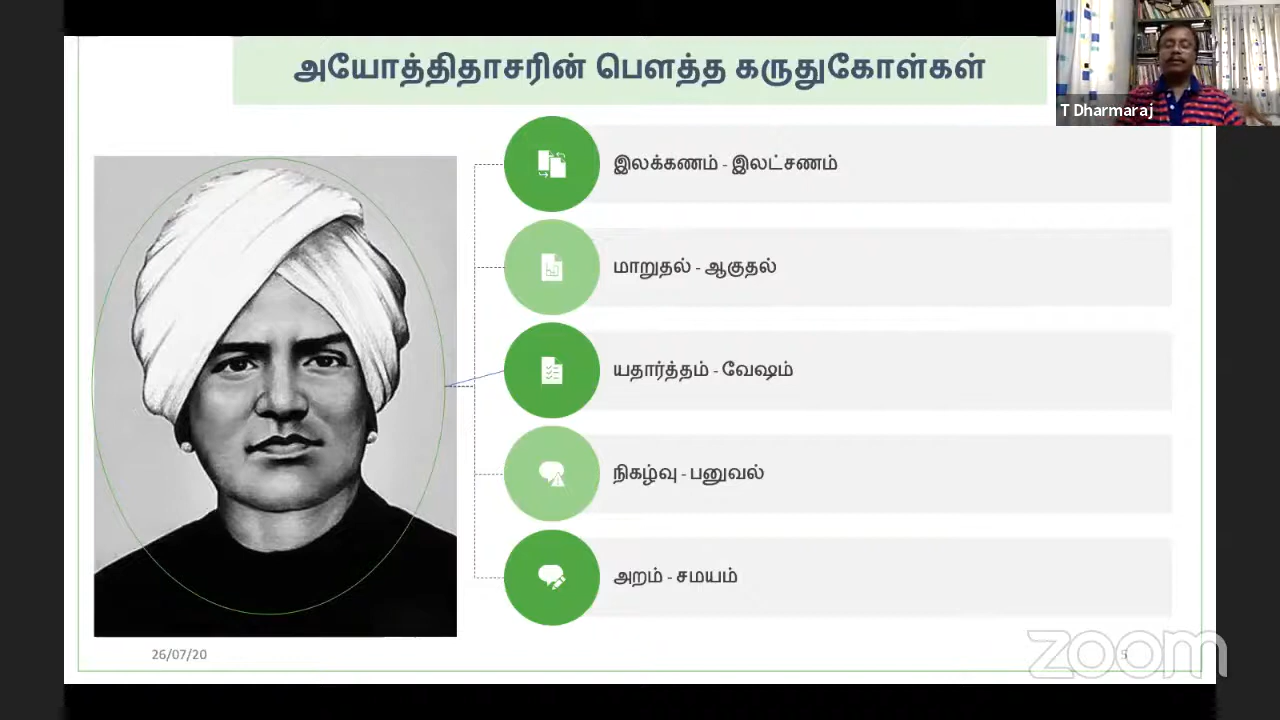 அயோத்திதாசரின் பௌத்த கருதுகோள்கள்
T Dharmaraj
இலக்கணம் - இலட்சணம்
மாறுதல் - ஆகுதல்
யதார்த்தம் - வேஷம்
நிகழ்வு - பனுவல்
அறம் - சமயம்
26/07/20
5
zoom